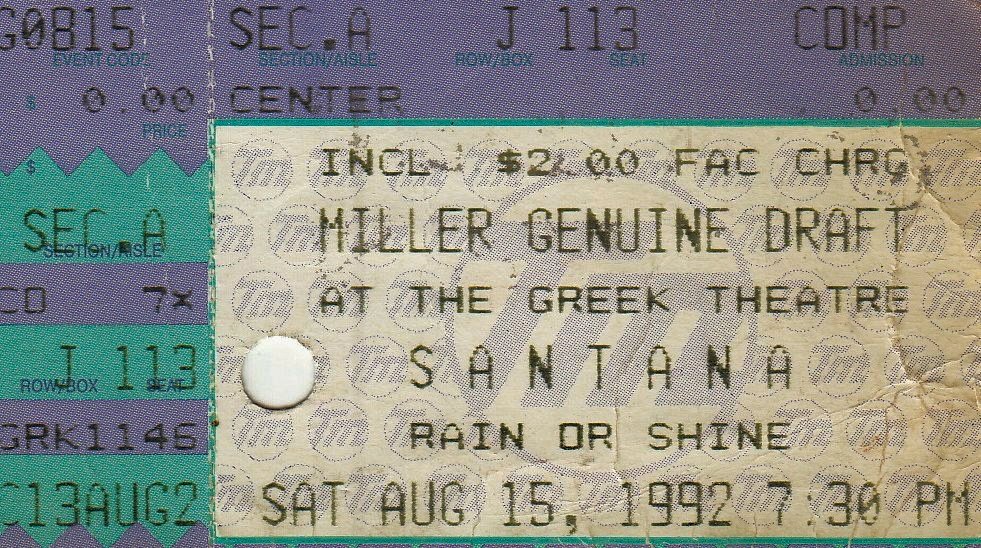 G0815 SEC.A J 113 COMP
EVENT CODE SECTION/AISLE ROW/BOX SEAT ADMISSION
$ 0.00 CENTER 0.00
PRICE
INCL $2.00 FAC CHRG
$
SEC.A MILLER GENUINE DRAFT
SECTION/AISLE
CD 7X AT THE GREEK THEATRE
J 113 SANTANA
ROW/BOX SEAT
GRK1146 RAIN OR SHINE
C13AUG2 SAT AUG 15, 1992 7:30 PM